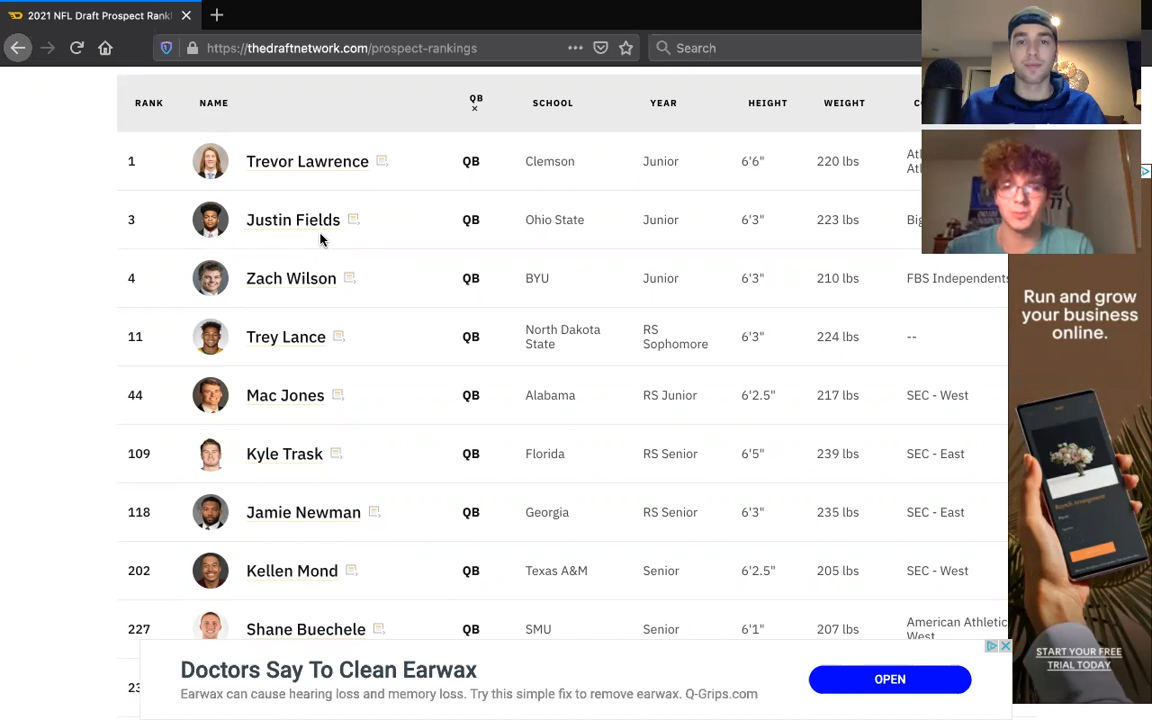 2021 NFL Draft Prospect Rank
https://thedraftnetwork.com/prospect-rankings
Search
RANK NAME QB × SCHOOL YEAR HEIGHT WEIGHT
1 Trevor Lawrence QB Clemson Junior 6'6" 220 lbs
3 Justin Fields QB Ohio State Junior 6'3" 223 lbs
4 Zach Wilson QB BYU Junior 6'3" 210 lbs FBS Independents
11 Trey Lance QB North Dakota State RS Sophomore 6'3" 224 lbs --
44 Mac Jones QB Alabama RS Junior 6'2.5" 217 lbs SEC - West
109 Kyle Trask QB Florida RS Senior 6'5" 239 lbs SEC - East
118 Jamie Newman QB Georgia RS Senior 6'3" 235 lbs SEC - East
202 Kellen Mond QB Texas A&M Senior 6'2.5" 205 lbs SEC - West
227 Shane Buechele QB SMU Senior 6'1" 207 lbs American Athletic West
Run and grow
your business
online.
START YOUR FREE
TRIAL TODAY
Doctors Say To Clean Earwax
Earwax can cause hearing loss and memory loss. Try this simple fix to remove earwax. Q-Grips.com
OPEN